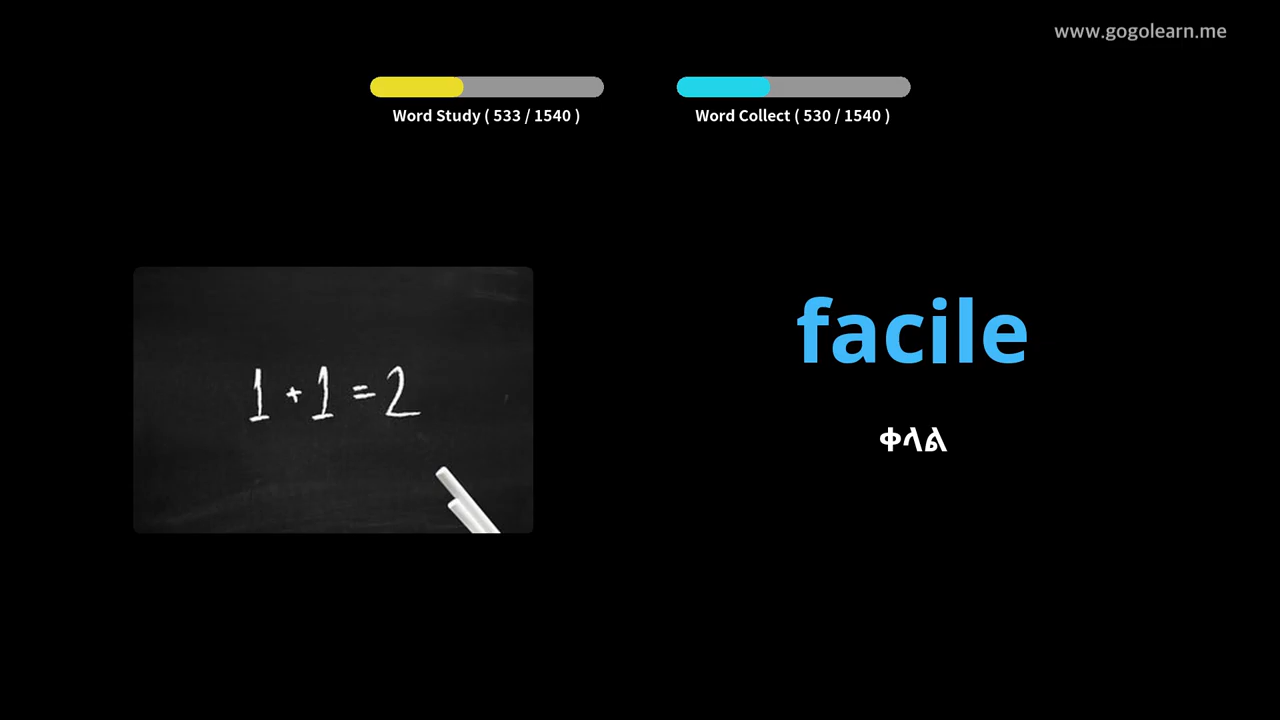 www.gogolearn.me
Word Study ( 533 / 1540 )
Word Collect ( 530 / 1540 )
1 + 1 = 2
facile
ቀላል